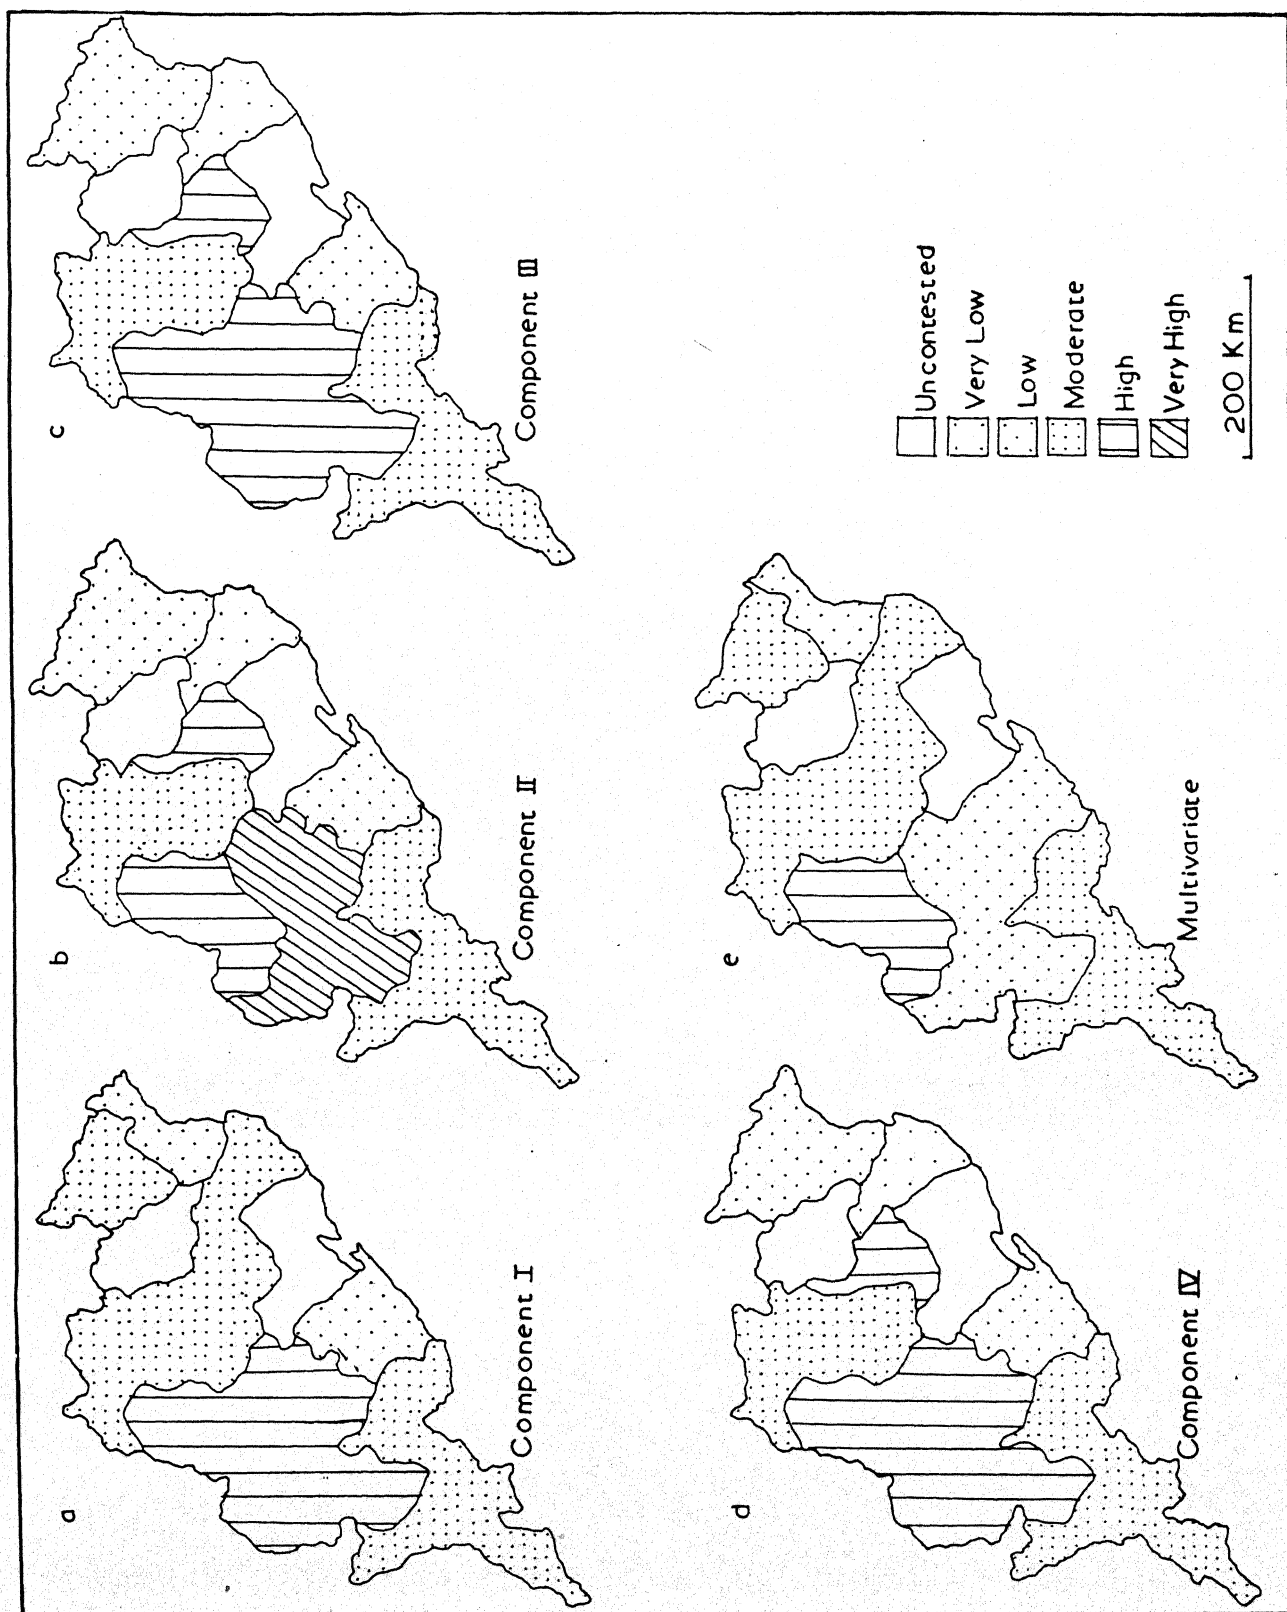 a
Component I
b
Component II
c
Component III
d
Component IV
e
Multivariate
Uncontested
Very Low
Low
Moderate
High
Very High
200 Km